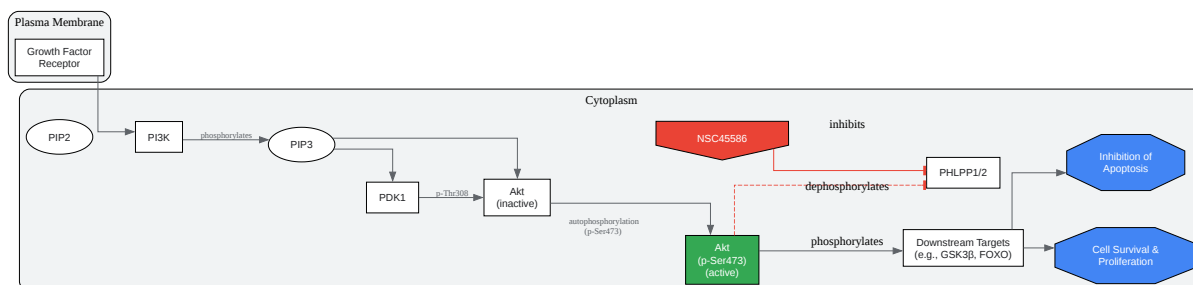 Plasma Membrane
Growth Factor
Receptor
Cytoplasm
PIP2
PI3K
phosphorylates
PIP3
PDK1
p-Thr308
Akt
(inactive)
autophosphorylation
(p-Ser473)
NSC45586
inhibits
PHLPP1/2
dephosphorylates
Akt
(p-Ser473)
(active)
phosphorylates
Downstream Targets
(e.g., GSK3β, FOXO)
Inhibition of
Apoptosis
Cell Survival &
Proliferation